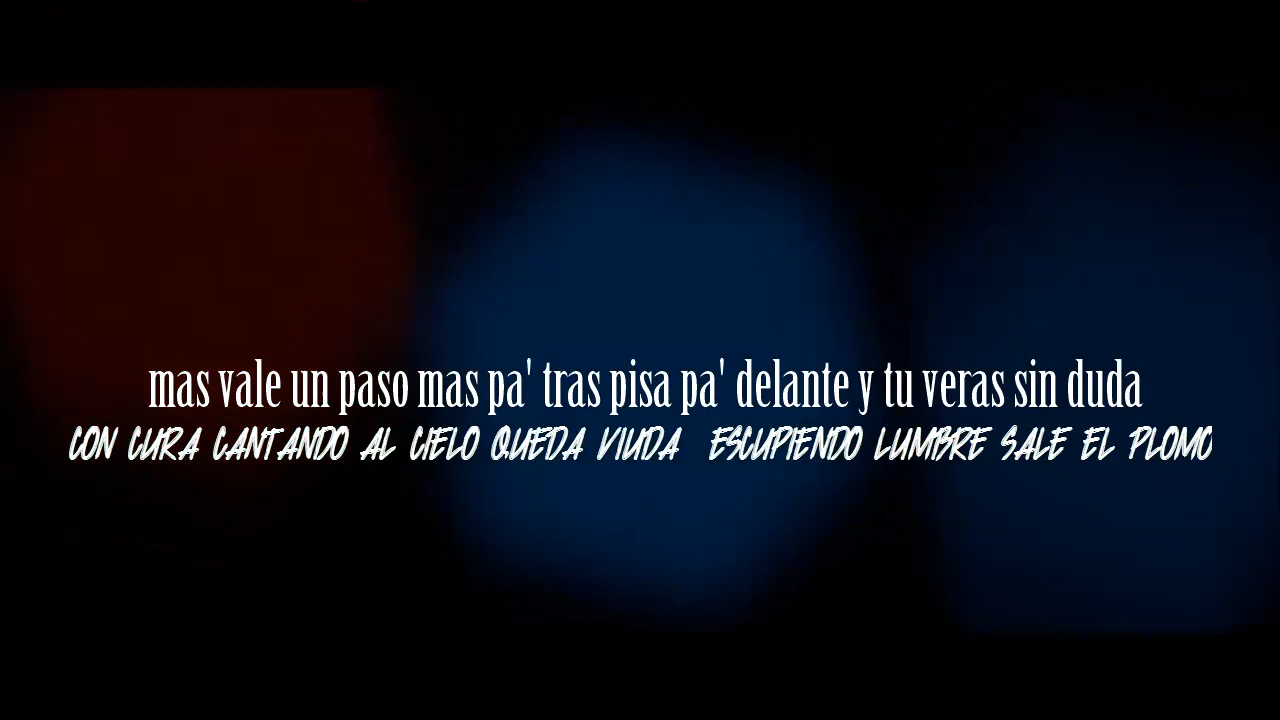 mas vale un paso mas pa' tras pisa pa' delante y tu veras sin duda
CON CURA CANTANDO AL CIELO QUEDA VIUDA ESCUPIENDO LUMBRE SALE EL PLOMO